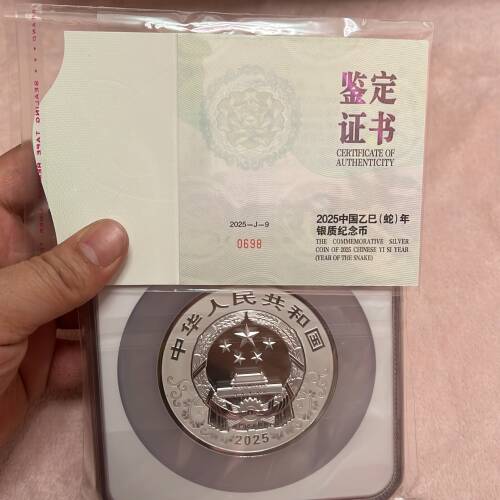 鉴定
证书
CERTIFICATE OF
AUTHENTICITY
2025中国乙巳(蛇)年
银质纪念币
THE COMMEMORATIVE SILVER
COIN OF 2025 CHINESE YI SI YEAR
(YEAR OF THE SNAKE)
2025-J-9
0698
中华人民共和国
2025